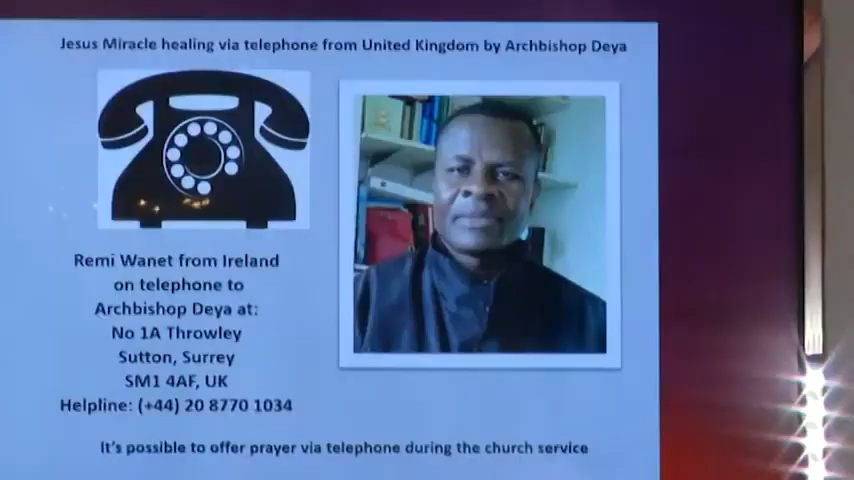 Jesus Miracle healing via telephone from United Kingdom by Archbishop Deya
Remi Wanet from Ireland
on telephone to
Archbishop Deya at:
No 1A Throwley
Sutton, Surrey
SM1 4AF, UK
Helpline: (+44) 20 8770 1034
It's possible to offer prayer via telephone during the church service